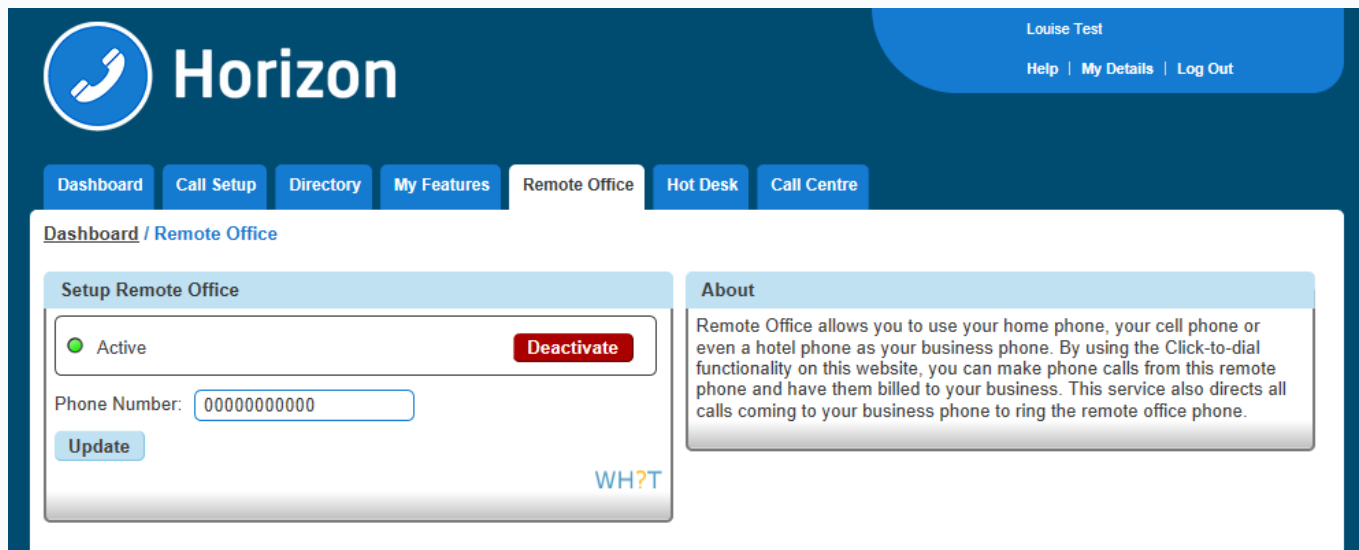 Louise Test
Horizon
Help | My Details | Log Out
Dashboard Call Setup Directory My Features Remote Office Hot Desk Call Centre
Dashboard / Remote Office
Setup Remote Office
Active Deactivate
Phone Number: 00000000000
Update
WH?T
About
Remote Office allows you to use your home phone, your cell phone or
even a hotel phone as your business phone. By using the Click-to-dial
functionality on this website, you can make phone calls from this remote
phone and have them billed to your business. This service also directs all
calls coming to your business phone to ring the remote office phone.